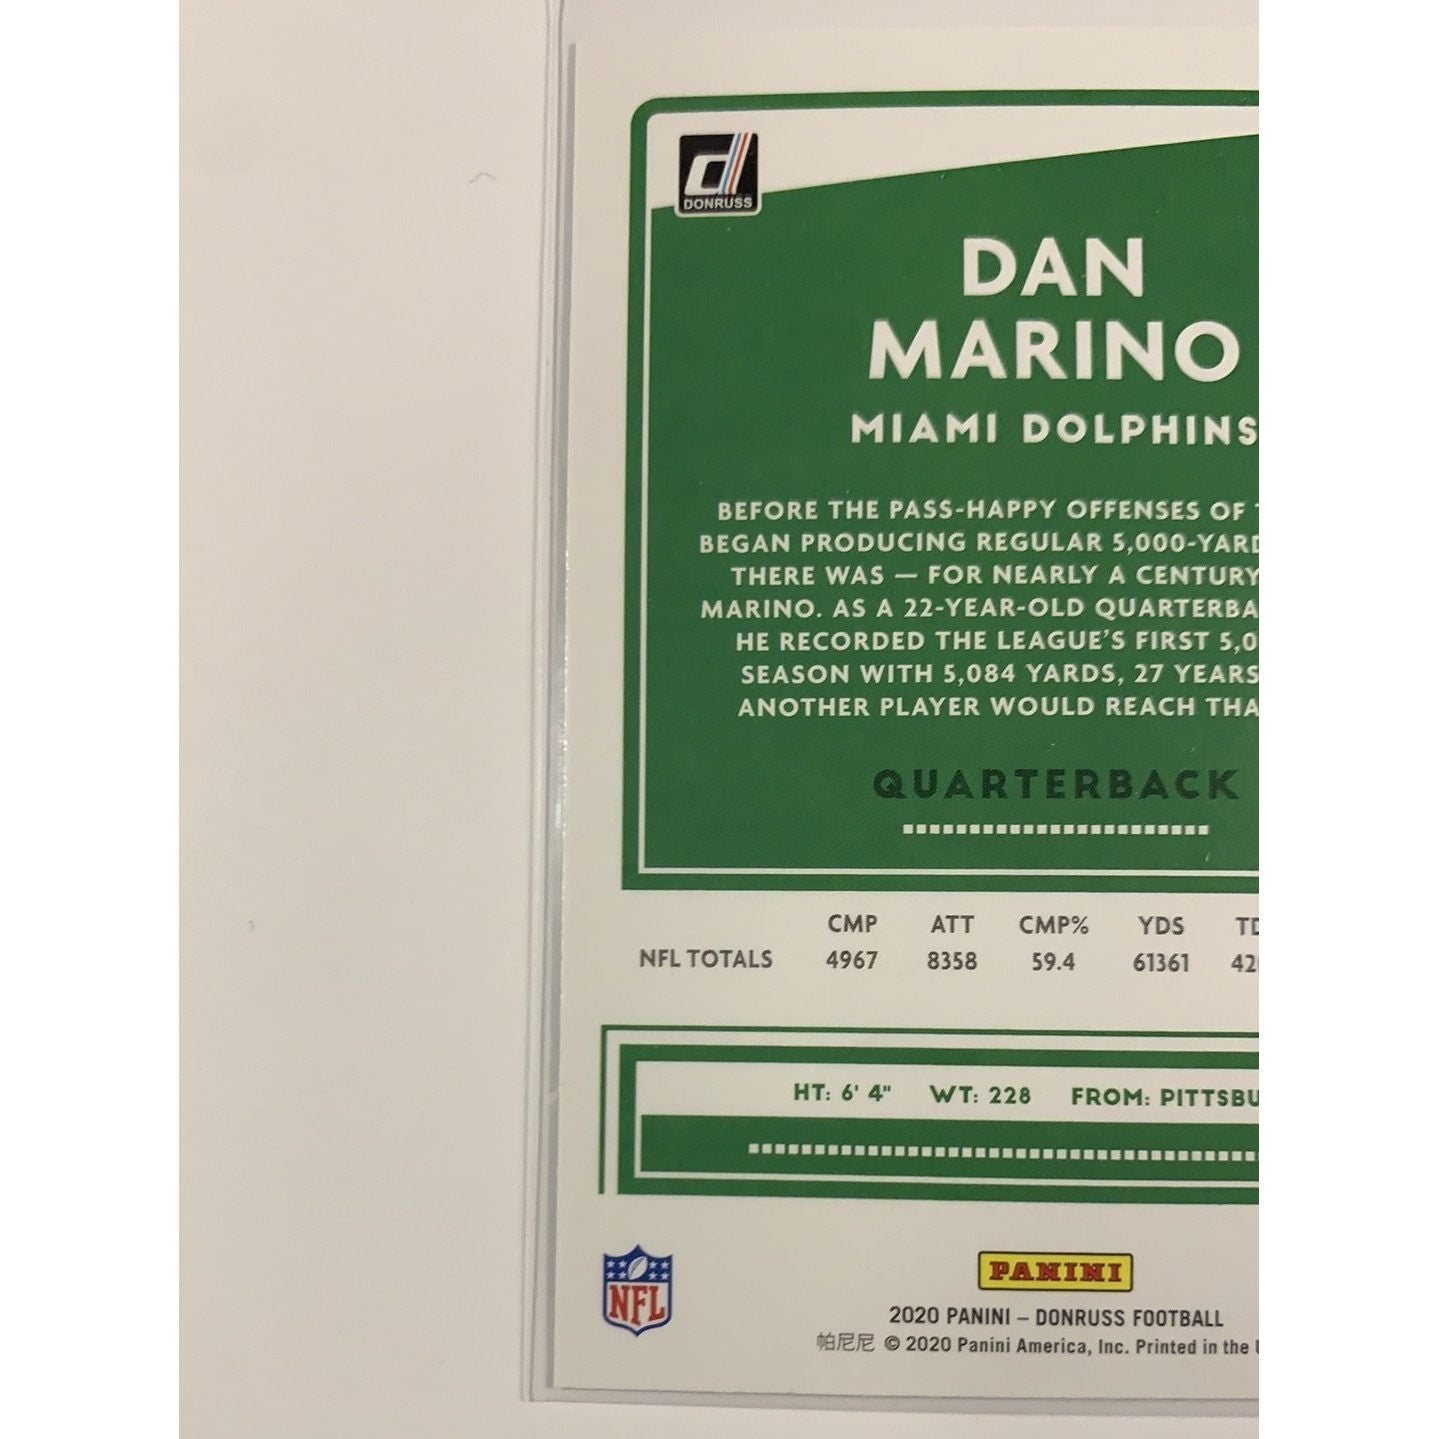 DONRUSS
DAN
MARINO
MIAMI DOLPHINS
BEFORE THE PASS-HAPPY OFFENSES OF
BEGAN PRODUCING REGULAR 5,000-YARD
THERE WAS — FOR NEARLY A CENTURY
MARINO. AS A 22-YEAR-OLD QUARTERBA
HE RECORDED THE LEAGUE'S FIRST 5,0
SEASON WITH 5,084 YARDS, 27 YEARS
ANOTHER PLAYER WOULD REACH THA
QUARTERBACK
CMP ATT CMP% YDS TD
NFL TOTALS 4967 8358 59.4 61361 42
HT: 6' 4" WT: 228 FROM: PITTSBU
NFL
PANINI
2020 PANINI – DONRUSS FOOTBALL
帕尼尼 © 2020 Panini America, Inc. Printed in the